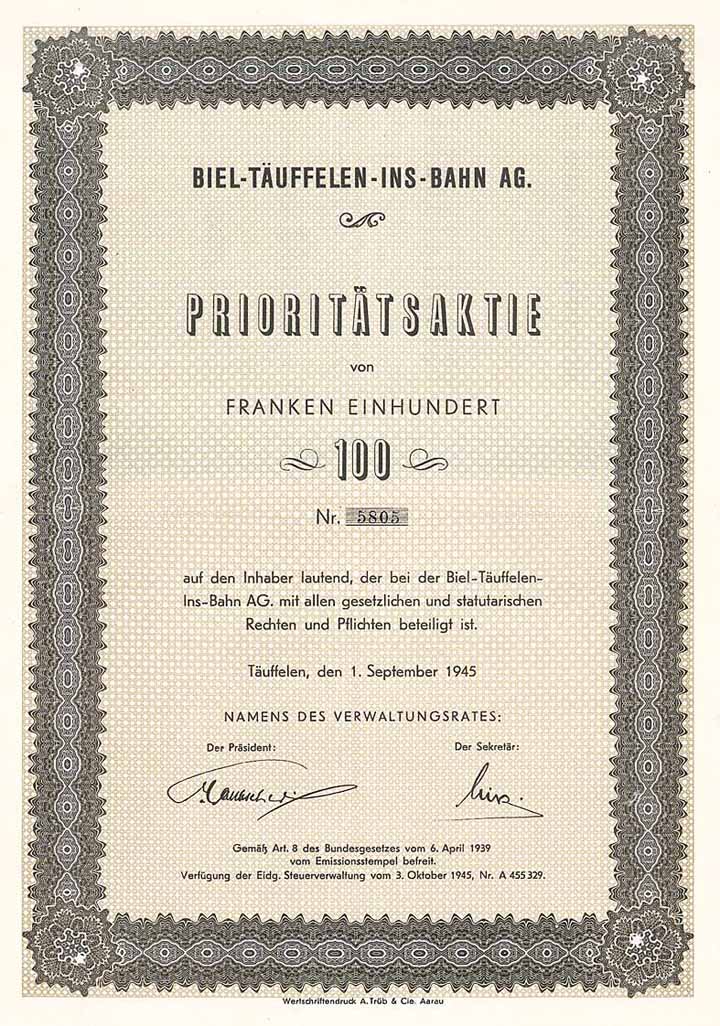 BIEL-TÄUFFELEN-INS-BAHN AG.
PRIORITÄTSAKTIE
von
FRANKEN EINHUNDERT
100
Nr. 5805
auf den Inhaber lautend, der bei der Biel-Täuffelen-
Ins-Bahn AG. mit allen gesetzlichen und statutarischen
Rechten und Pflichten beteiligt ist.
Täuffelen, den 1. September 1945
NAMENS DES VERWALTUNGSRATES:
Der Präsident: Der Sekretär:
Gemäß Art. 8 des Bundesgesetzes vom 6. April 1939
vom Emissionsstempel befreit.
Verfügung der Eidg. Steuerverwaltung vom 3. Oktober 1945, Nr. A 455 329.
Wertschriftendruck A. Trüb & Cie. Aarau